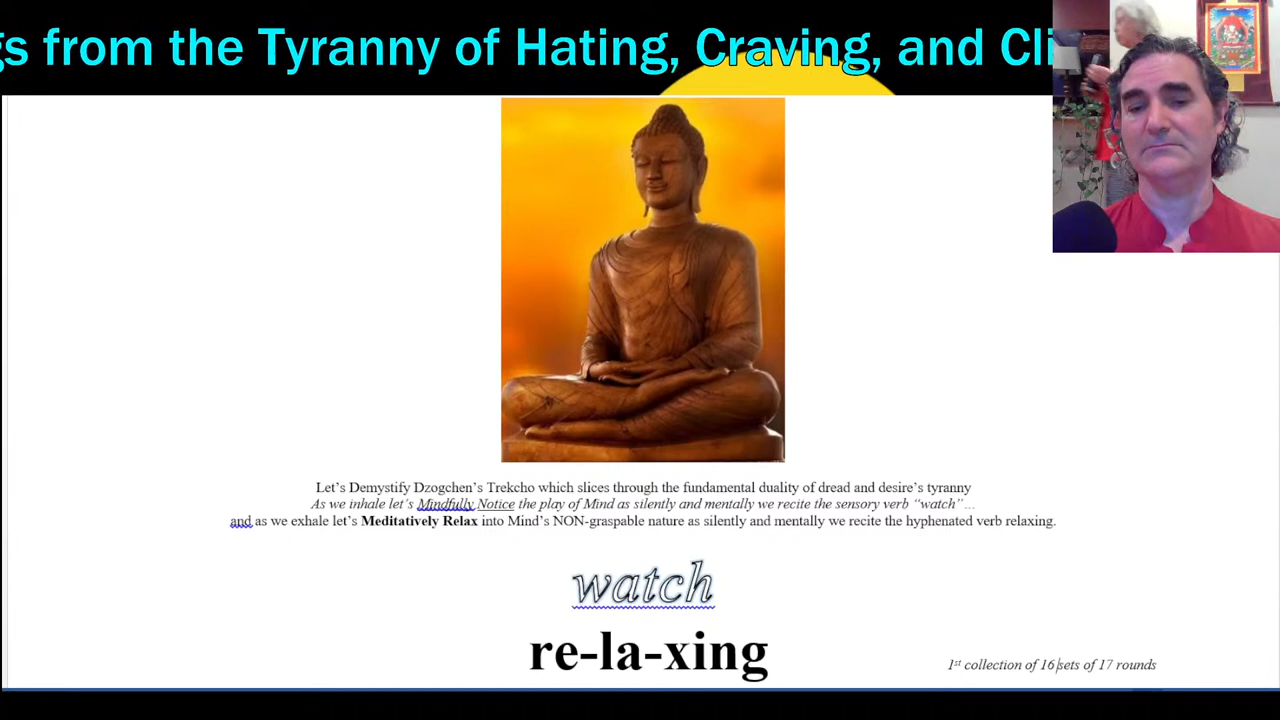 from the Tyranny of Hating, Craving, and
Let's Demystify Dzogchen's Trekcho which slices through the fundamental duality of dread and desire's tyranny
As we inhale let's Mindfully Notice the play of Mind as silently and mentally we recite the sensory verb “watch”...
and as we exhale let's Meditatively Relax into Mind's NON-graspable nature as silently and mentally we recite the hyphenated verb relaxing.
watch
re-la-xing
1st collection of 16 sets of 17 rounds